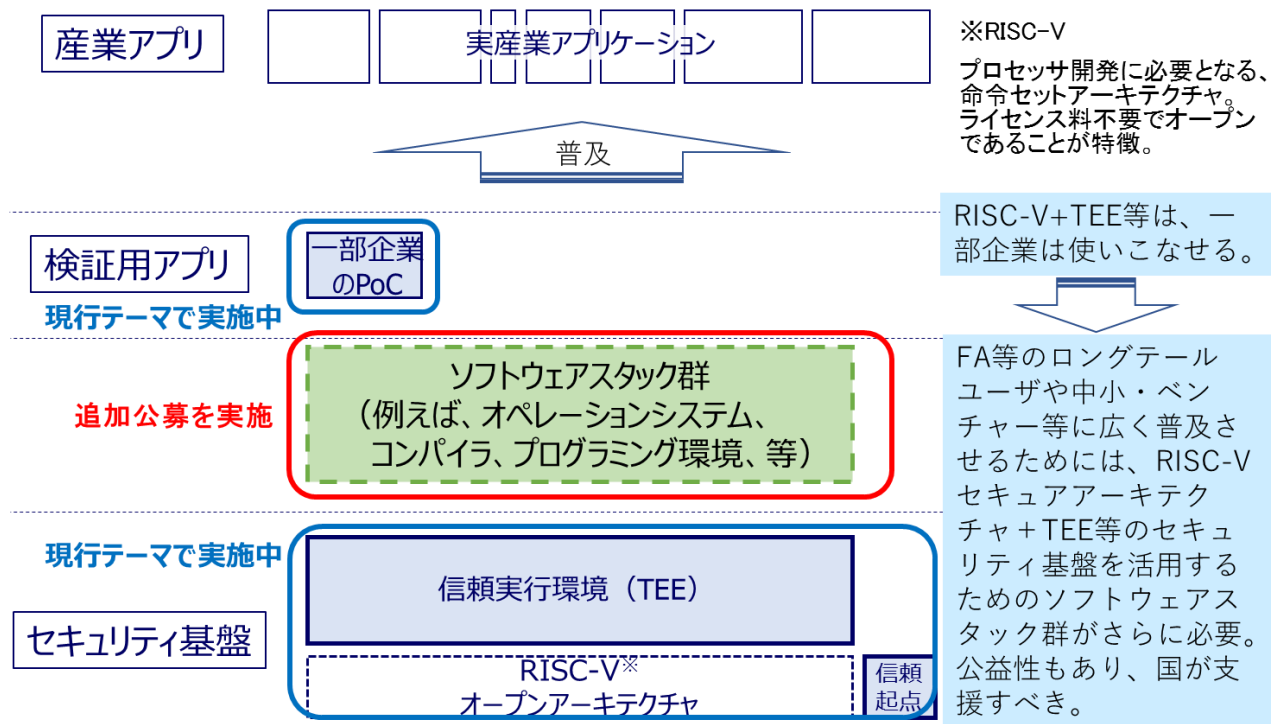 産業アプリ
実産業アプリケーション
※RISC-V
プロセッサ開発に必要となる、
命令セットアーキテクチャ。
ライセンス料不要でオープン
であることが特徴。
普及
検証用アプリ
現行テーマで実施中
一部企業
のPoC
RISC-V+TEE等は、一
部企業は使いこなせる。
追加公募を実施
ソフトウェアスタック群
（例えば、オペレーションシステム、
コンパイラ、プログラミング環境、等）
FA等のロングテール
ユーザや中小・ベン
チャー等に広く普及さ
せるためには、RISC-V
セキュアアーキテク
チャ＋TEE等のセキュ
リティ基盤を活用する
ためのソフトウェアス
タック群がさらに必要。
公益性もあり、国が支
援すべき。
現行テーマで実施中
セキュリティ基盤
信頼実行環境（TEE）
RISC-V※
オープンアーキテクチャ
信頼
起点